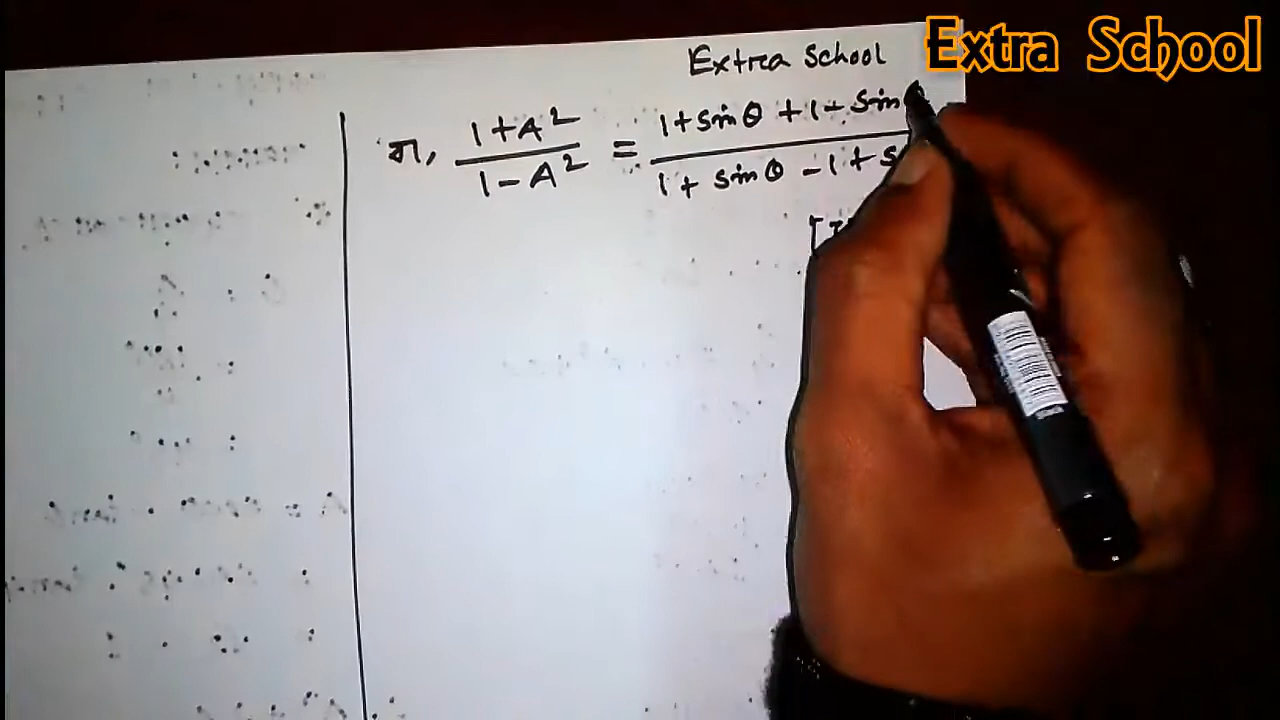 Extra School
Extra School
বা, 1+A² / 1-A² = 1+sinθ+1-sinθ / 1+sinθ-1+s